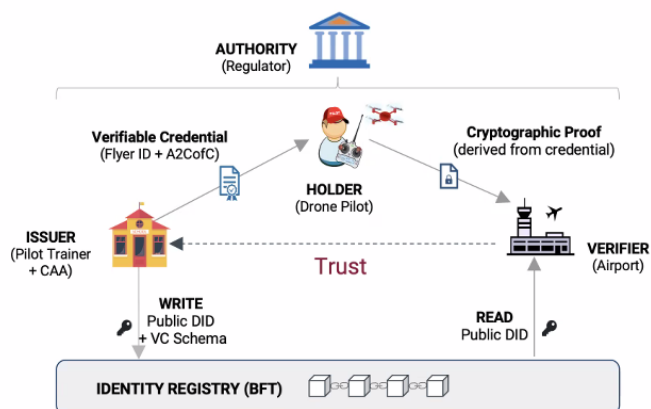 AUTHORITY
(Regulator)
Verifiable Credential
(Flyer ID + A2CofC)
Cryptographic Proof
(derived from credential)
HOLDER
(Drone Pilot)
ISSUER
(Pilot Trainer
+ CAA)
VERIFIER
(Airport)
Trust
WRITE
Public DID
+ VC Schema
READ
Public DID
IDENTITY REGISTRY (BFT)